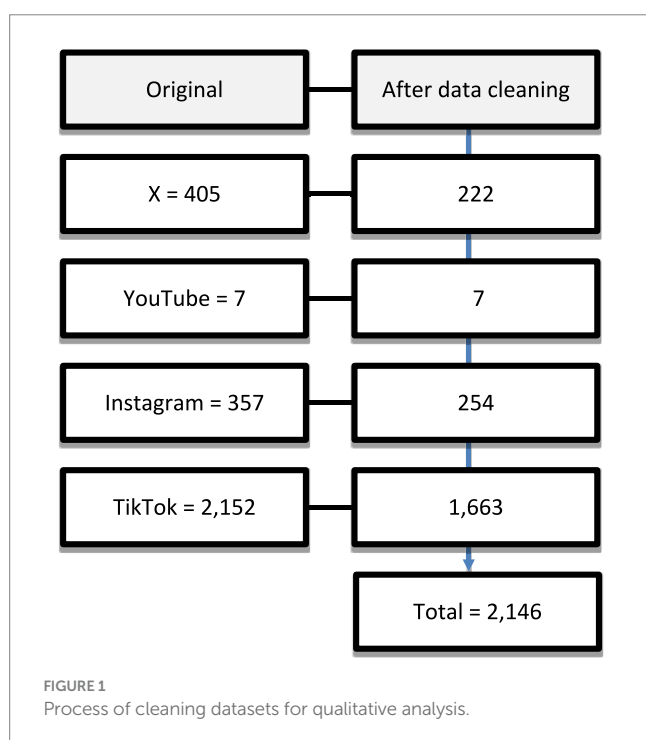 Original
After data cleaning
X = 405
222
YouTube = 7
7
Instagram = 357
254
TikTok = 2,152
1,663
Total = 2,146
FIGURE 1
Process of cleaning datasets for qualitative analysis.